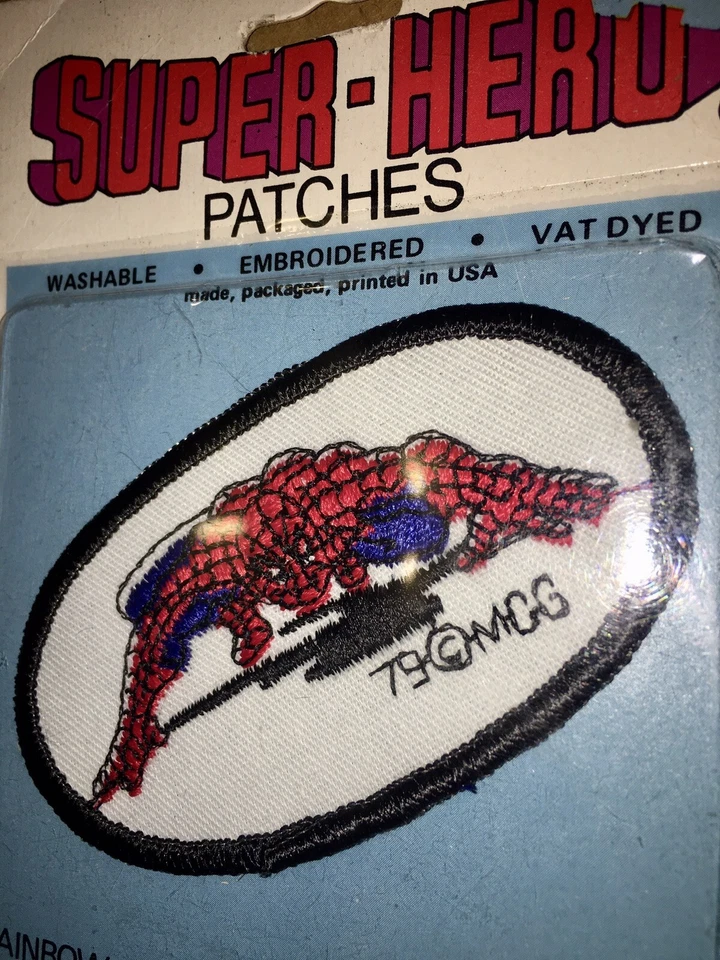 SUPER-HERO
PATCHES
WASHABLE • EMBROIDERED • VAT DYED
made, packaged, printed in USA
79©MCG